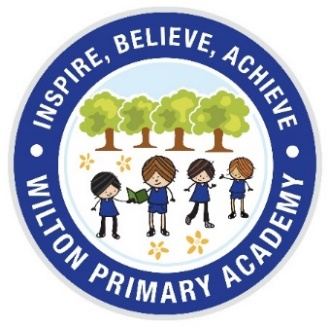 INSPIRE, BELIEVE, ACHIEVE
WILTON PRIMARY ACADEMY